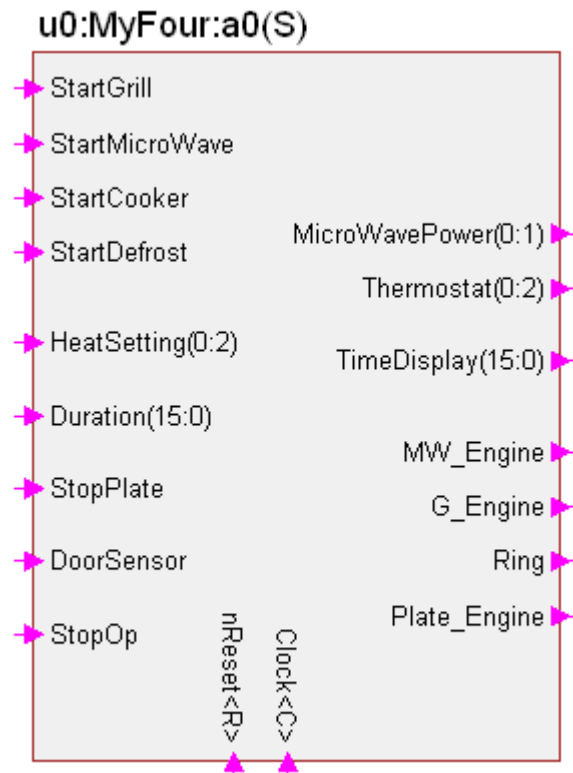 u0:MyFour:a0(S)
StartGrill
StartMicroWave
StartCooker
StartDefrost
HeatSetting(0:2)
Duration(15:0)
StopPlate
DoorSensor
StopOp
MicroWavePower(0:1)
Thermostat(0:2)
TimeDisplay(15:0)
MW_Engine
G_Engine
Ring
Plate_Engine
nReset<R>
Clock<C>